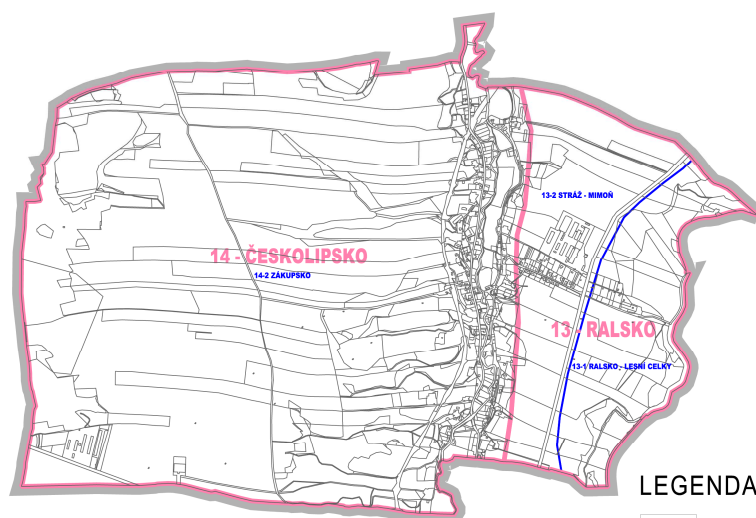 13-2 STRÁŽ - MIMOŇ
14 - ČESKOLIPSKO
14-2 ZÁKUPSKO
13 - RALSKO
13-1 RALSKO - LESNÍ CELKY
LEGENDA